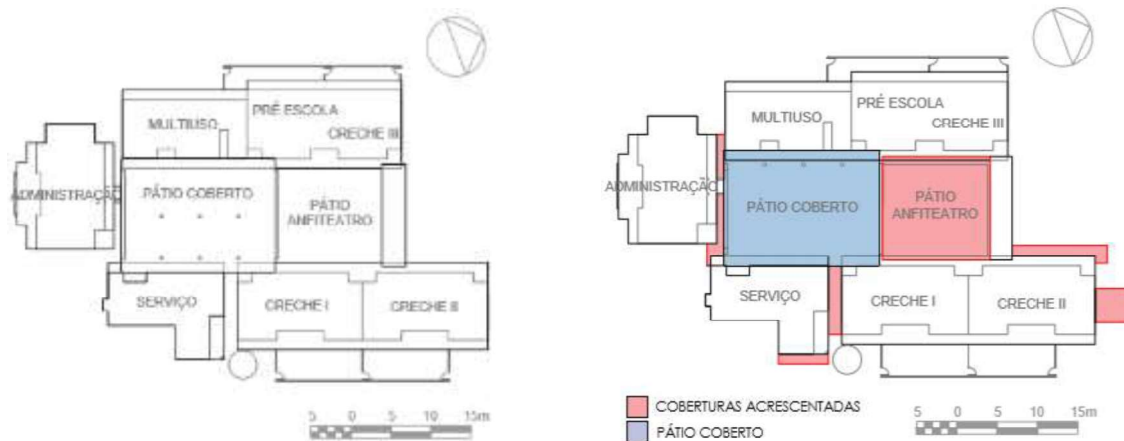 PRÉ ESCOLA
MULTIUSO
CRECHE III
ADMINISTRAÇÃO
PÁTIO COBERTO
PÁTIO
ANFITEATRO
SERVIÇO
CRECHE I
CRECHE II
5 0 5 10 15m
PRÉ ESCOLA
MULTIUSO
CRECHE III
ADMINISTRAÇÃO
PÁTIO COBERTO
PÁTIO
ANFITEATRO
SERVIÇO
CRECHE I
CRECHE II
COBERTURAS ACRESCENTADAS
PÁTIO COBERTO
5 0 5 10 15m